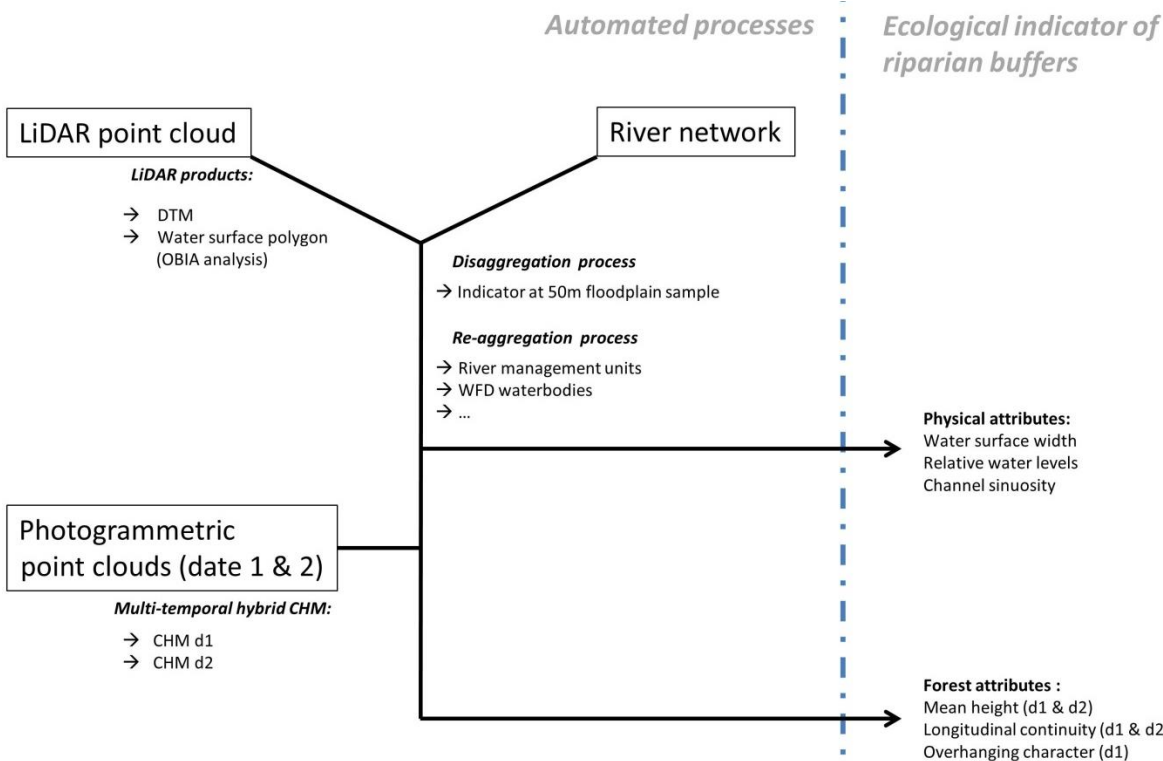 Automated processes
Ecological indicator of
riparian buffers
LiDAR point cloud
River network
LiDAR products:
→ DTM
→ Water surface polygon
(OBIA analysis)
Disaggregation process
→ Indicator at 50m floodplain sample
Re-aggregation process
→ River management units
→ WFD waterbodies
→ ...
Physical attributes:
Water surface width
Relative water levels
Channel sinuosity
Photogrammetric
point clouds (date 1 & 2)
Multi-temporal hybrid CHM:
→ CHM d1
→ CHM d2
Forest attributes :
Mean height (d1 & d2)
Longitudinal continuity (d1 & d2
Overhanging character (d1)